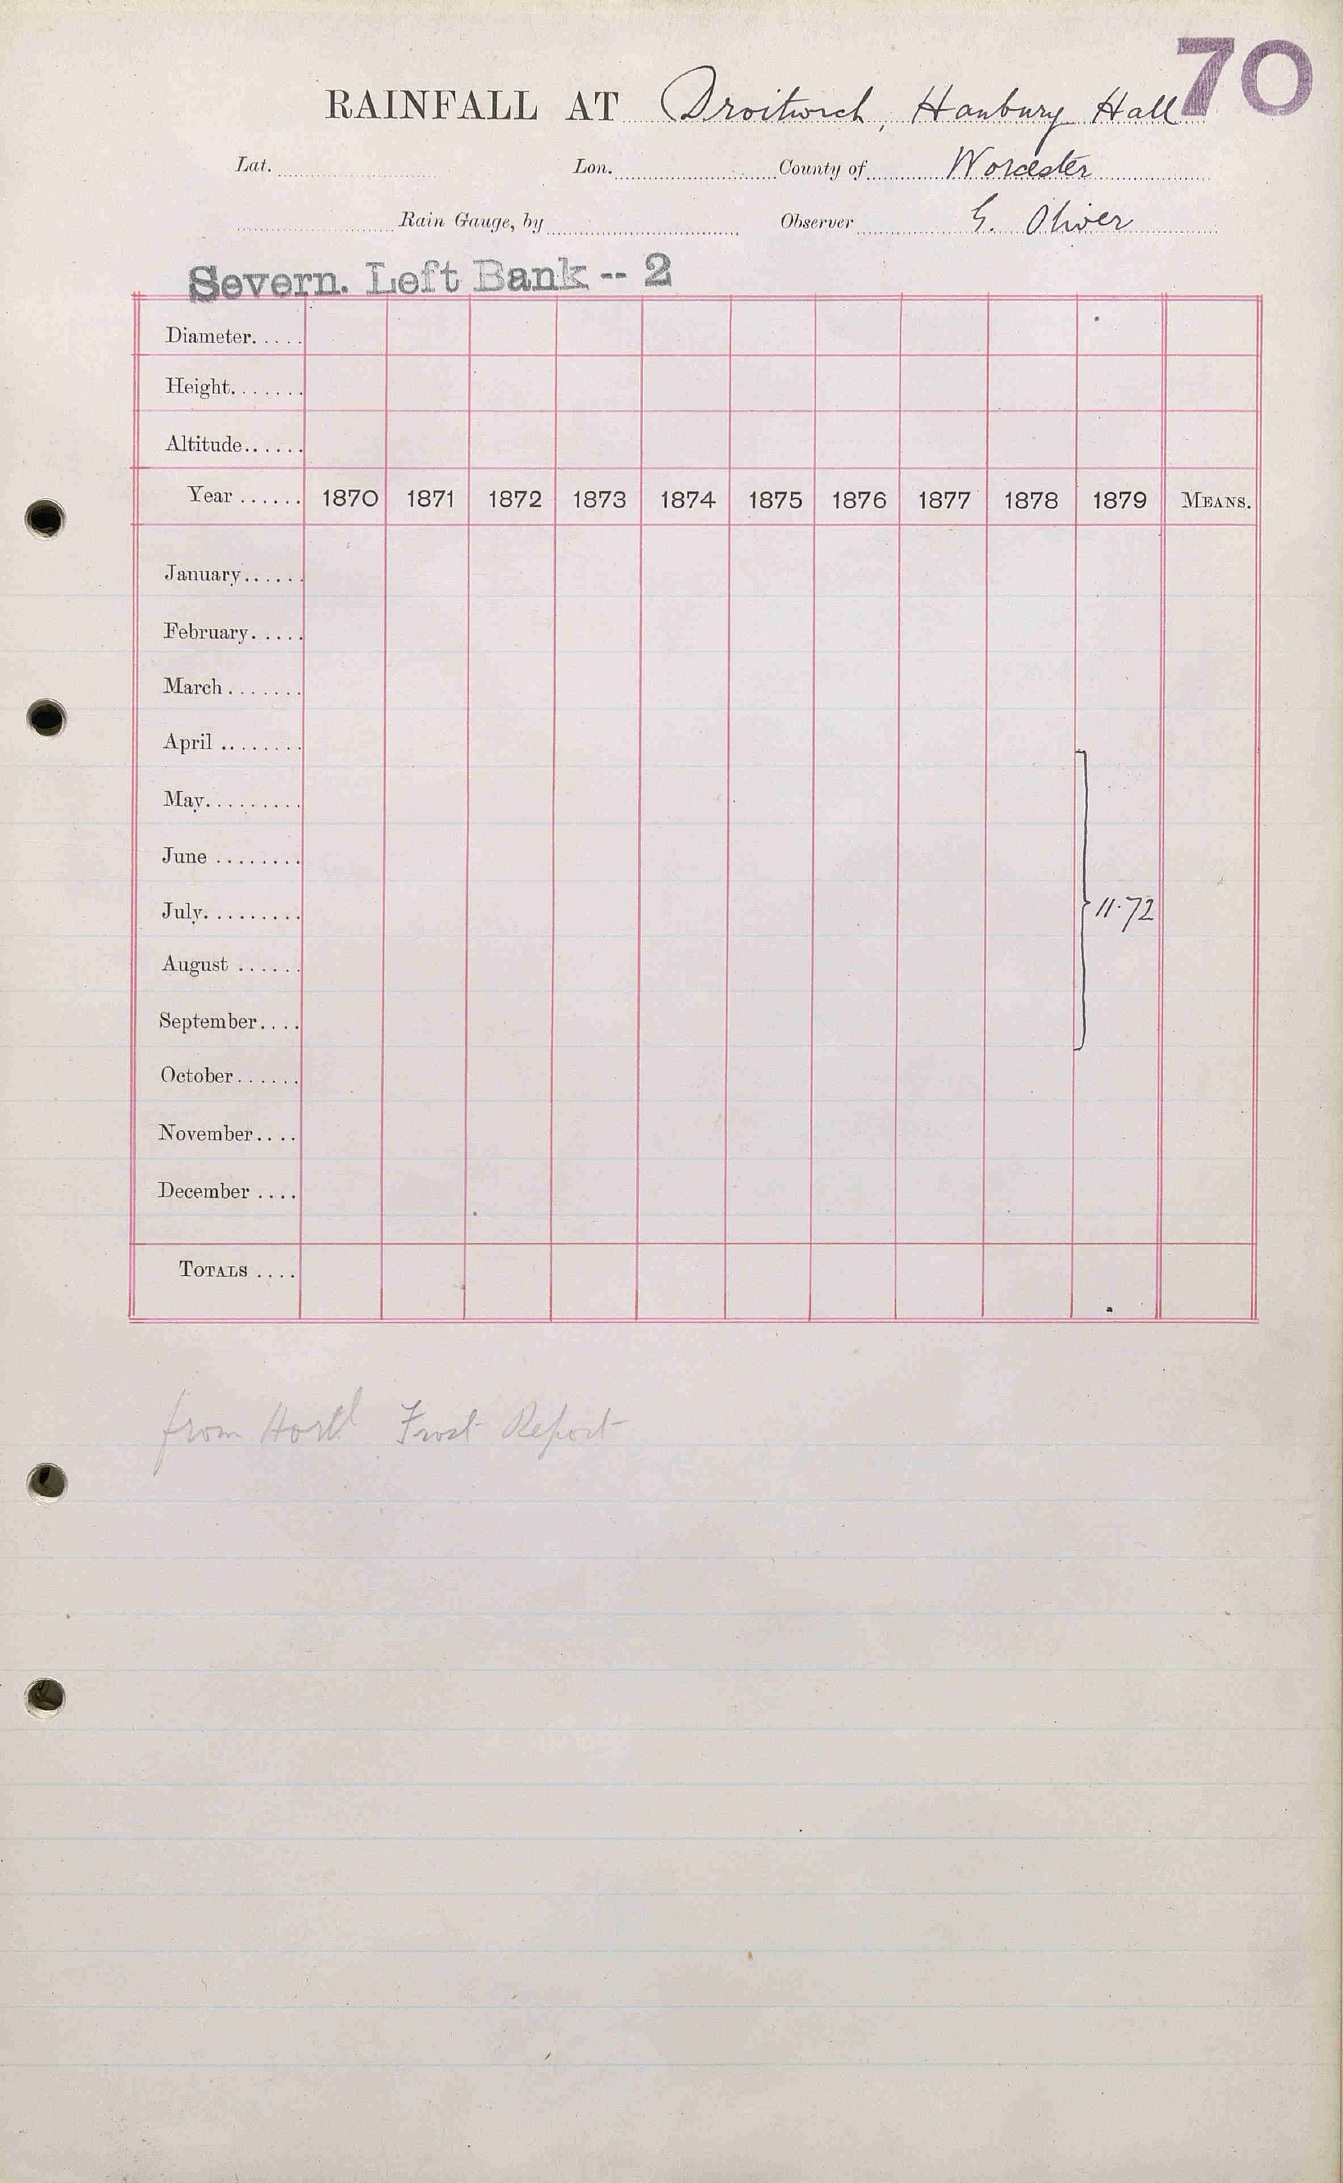 70
RAINFALL AT Droitwich, Hanbury Hall
Lat. Lon. County of Worcester
Rain Gauge, by Observer G. Oliver
Severn. Left Bank -- 2
Diameter.....
Height.......
Altitude......
Year ...... 1870 1871 1872 1873 1874 1875 1876 1877 1878 1879 MEANS.
January......
February.....
March.......
April ........
May.........
June ........
July......... 11.72
August ......
September....
October......
November....
December ....
TOTALS ....
from Hortl Frost Report